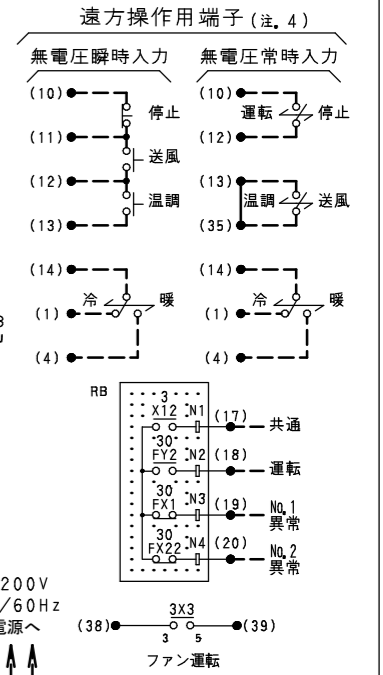 遠方操作用端子(注.4)
無電圧瞬時入力
無電圧常時入力
(10) 停止
(11)
送風
(12)
温調
(13)
(14)
冷 暖
(1)
(4)
(10)
運転 停止
(12)
(13)
温調 送風
(35)
(14)
冷 暖
(1)
(4)
RB
3
X12 N1 (17) 共通
30
FY2 N2 (18) 運転
30
FX1 N3 (19) No.1
異常
30
FX22 N4 (20) No.2
異常
200V
/60Hz
電源へ
3X3
(38) (39)
3 5
ファン運転